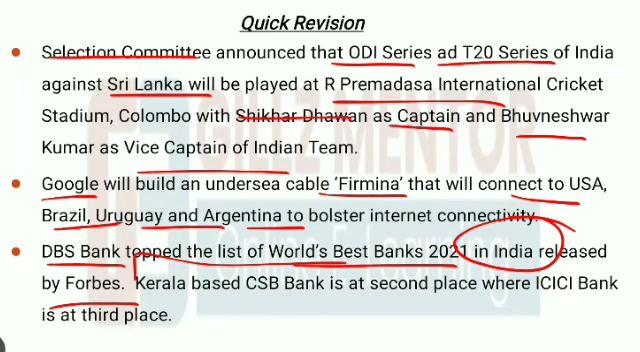 Quick Revision
Selection Committee announced that ODI Series ad T20 Series of India
against Sri Lanka will be played at R Premadasa International Cricket
Stadium, Colombo with Shikhar Dhawan as Captain and Bhuvneshwar
Kumar as Vice Captain of Indian Team.
Google will build an undersea cable ‘Firmina’ that will connect to USA,
Brazil, Uruguay and Argentina to bolster internet connectivity.
DBS Bank topped the list of World’s Best Banks 2021 in India released
by Forbes. Kerala based CSB Bank is at second place where ICICI Bank
is at third place.
GILLZ MENTOR